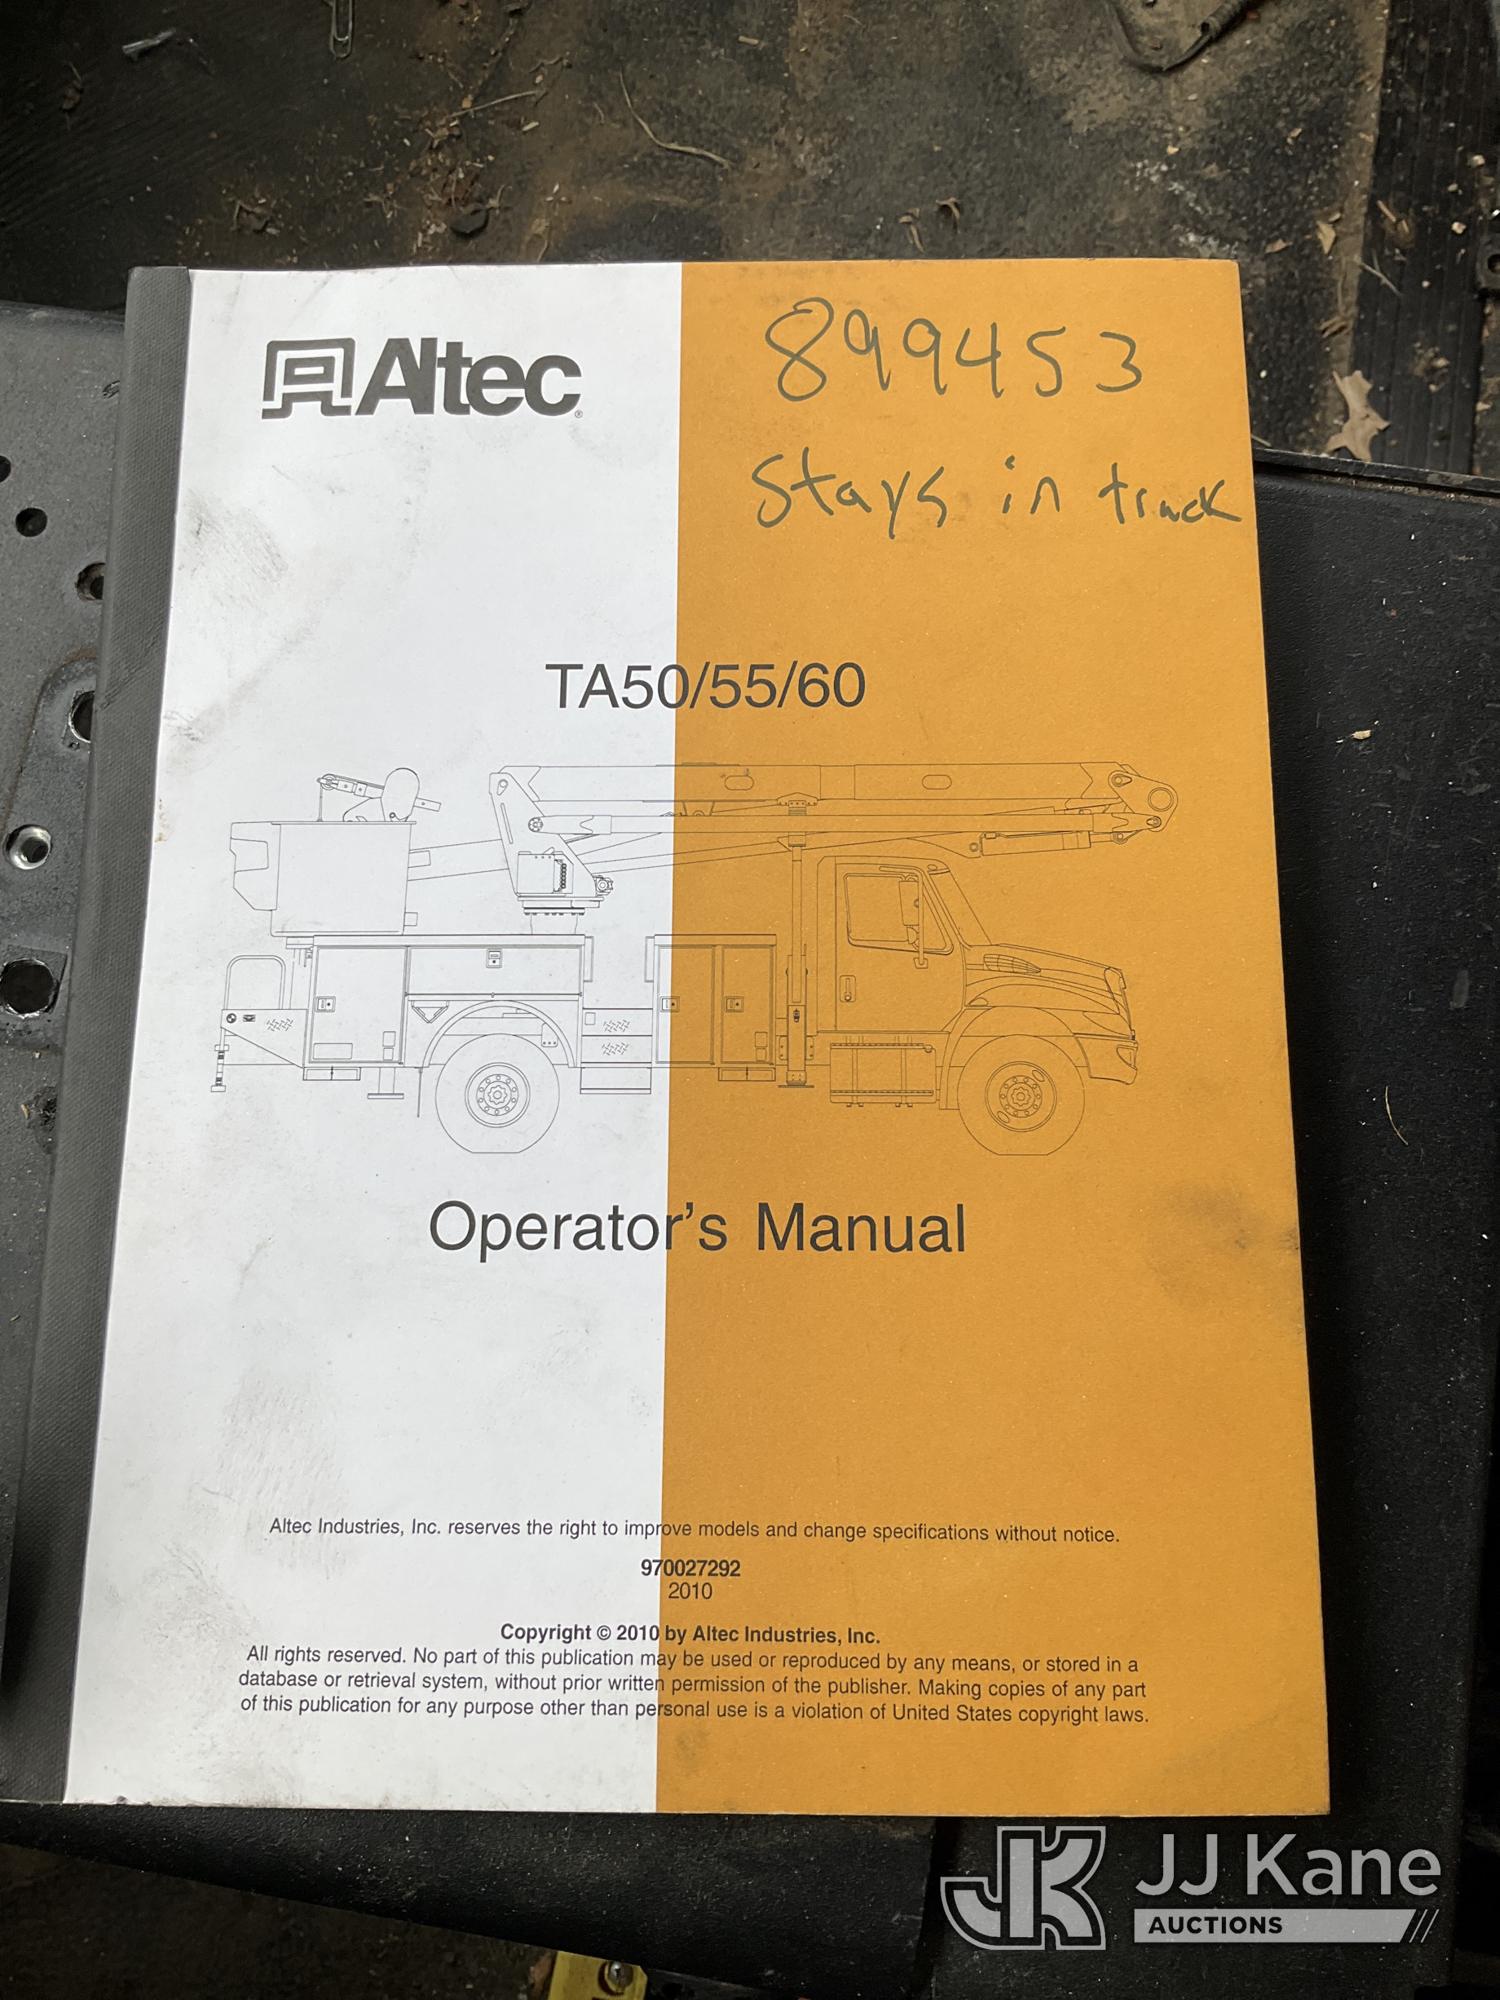 Altec®
899453
stays in truck
TA50/55/60
Operator's Manual
Altec Industries, Inc. reserves the right to improve models and change specifications without notice.
970027292
2010
Copyright © 2010 by Altec Industries, Inc.
All rights reserved. No part of this publication may be used or reproduced by any means, or stored in a
database or retrieval system, without prior written permission of the publisher. Making copies of any part
of this publication for any purpose other than personal use is a violation of United States copyright laws.
JK JJ Kane
AUCTIONS